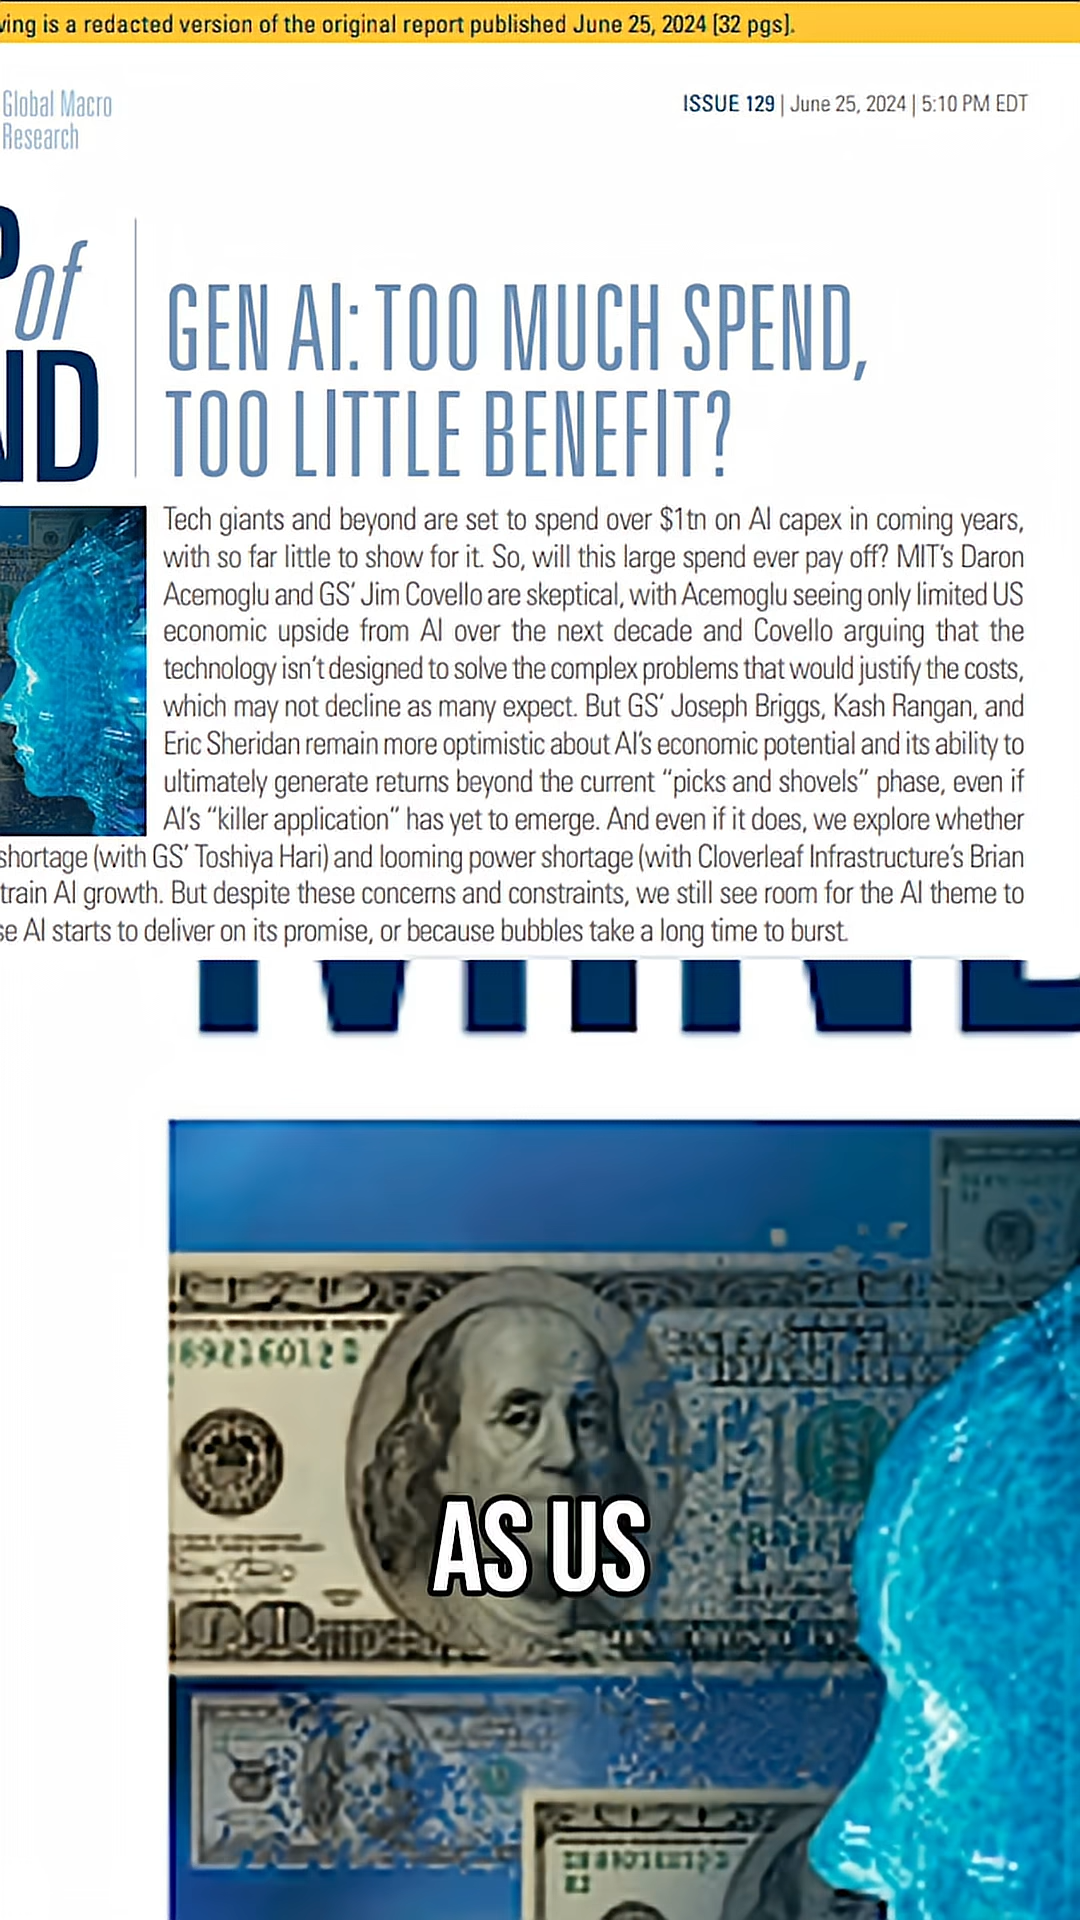 ving is a redacted version of the original report published June 25, 2024 [32 pgs].
Global Macro
Research
ISSUE 129 | June 25, 2024 | 5:10 PM EDT
P of
ND
GEN AI: TOO MUCH SPEND,
TOO LITTLE BENEFIT?
Tech giants and beyond are set to spend over $1tn on AI capex in coming years,
with so far little to show for it. So, will this large spend ever pay off? MIT's Daron
Acemoglu and GS' Jim Covello are skeptical, with Acemoglu seeing only limited US
economic upside from AI over the next decade and Covello arguing that the
technology isn't designed to solve the complex problems that would justify the costs,
which may not decline as many expect. But GS' Joseph Briggs, Kash Rangan, and
Eric Sheridan remain more optimistic about AI's economic potential and its ability to
ultimately generate returns beyond the current "picks and shovels" phase, even if
AI's "killer application" has yet to emerge. And even if it does, we explore whether
shortage (with GS' Toshiya Hari) and looming power shortage (with Cloverleaf Infrastructure's Brian
train AI growth. But despite these concerns and constraints, we still see room for the AI theme to
se AI starts to deliver on its promise, or because bubbles take a long time to burst.
AS US